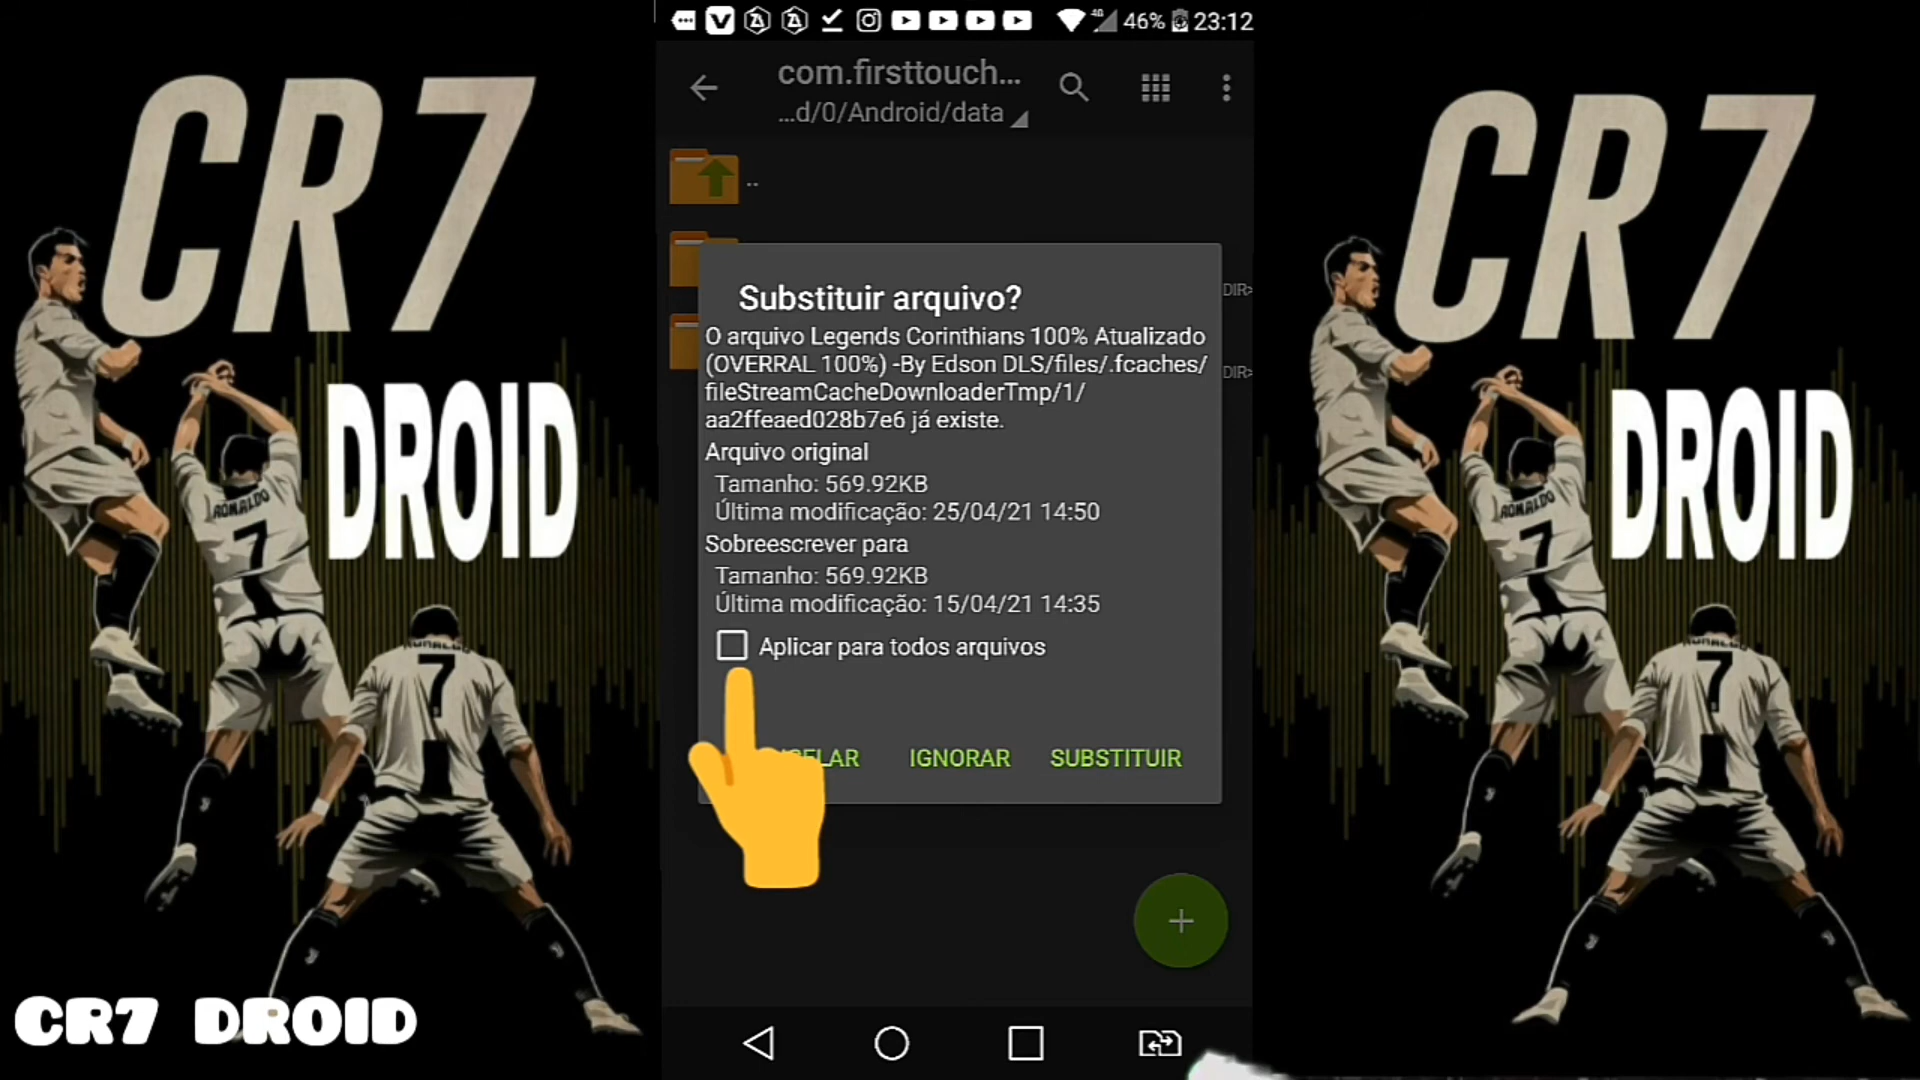 CR7
DROID
RONALDO
7
RONALDO
7
CR7 DROID
46% 23:12
com.firsttouch...
...d/0/Android/data
..
DIR>
DIR>
Substituir arquivo?
O arquivo Legends Corinthians 100% Atualizado
(OVERRAL 100%) -By Edson DLS/files/.fcaches/
fileStreamCacheDownloaderTmp/1/
aa2ffeaed028b7e6 já existe.
Arquivo original
Tamanho: 569.92KB
Última modificação: 25/04/21 14:50
Sobreescrever para
Tamanho: 569.92KB
Última modificação: 15/04/21 14:35
Aplicar para todos arquivos
IGNORAR SUBSTITUIR
CR7
DROID
RONALDO
7
RONALDO
7